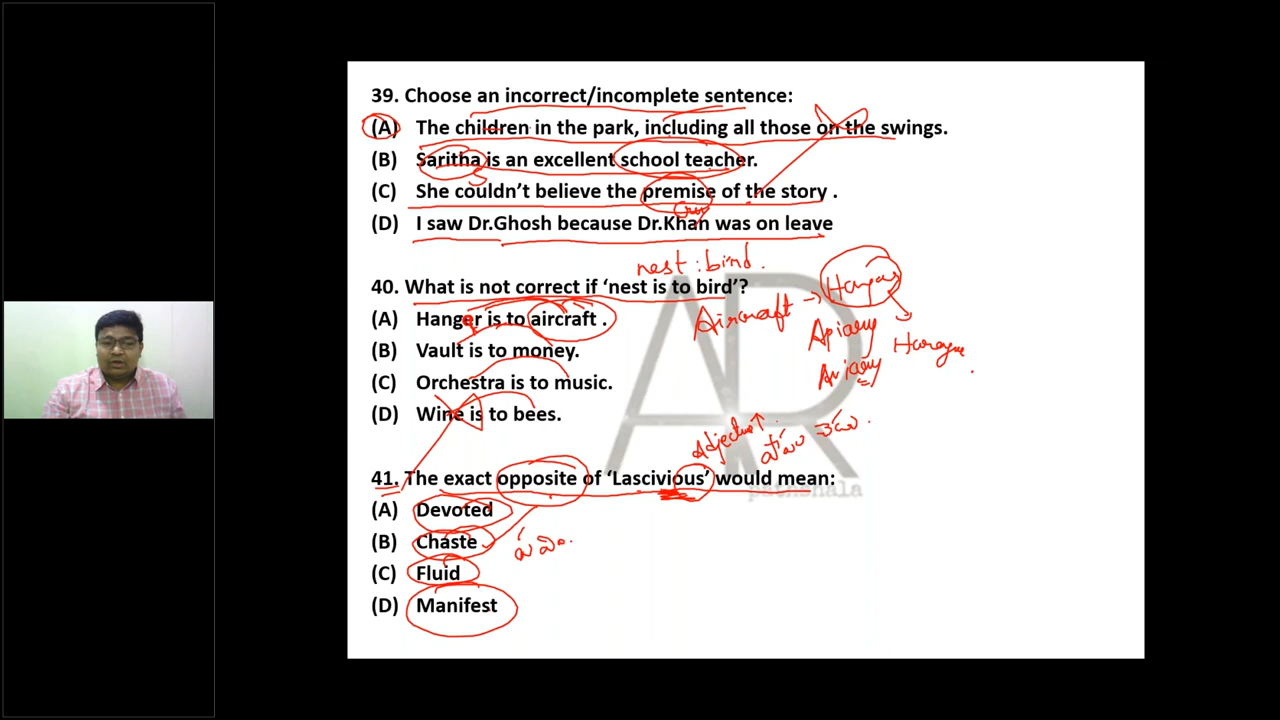 39. Choose an incorrect/incomplete sentence:
(A) The children in the park, including all those on the swings.
(B) Saritha is an excellent school teacher.
(C) She couldn't believe the premise of the story .
(D) I saw Dr.Ghosh because Dr.Khan was on leave
nest : bird.
40. What is not correct if 'nest is to bird'?
(A) Hanger is to aircraft .
Aircraft →
Apiary
(B) Vault is to money.
Aviary
(C) Orchestra is to music.
(D) Wine is to bees.
Adjective
41. The exact opposite of 'Lascivious' would mean:
pathshala
(A) Devoted
(B) Chaste
(C) Fluid
(D) Manifest
AR